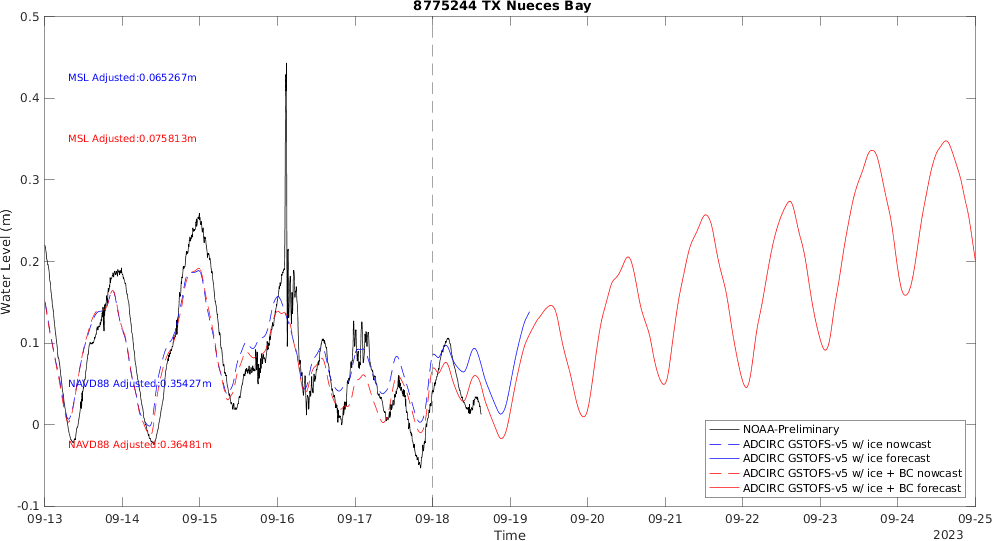 8775244 TX Nueces Bay
0.5
0.4
0.3
0.2
0.1
0
-0.1
Water Level (m)
MSL Adjusted:0.065267m
MSL Adjusted:0.075813m
NAVD88 Adjusted:0.35427m
NAVD88 Adjusted:0.36481m
NOAA-Preliminary
ADCIRC GSTOFS-v5 w/ ice nowcast
ADCIRC GSTOFS-v5 w/ ice forecast
ADCIRC GSTOFS-v5 w/ ice + BC nowcast
ADCIRC GSTOFS-v5 w/ ice + BC forecast
09-13 09-14 09-15 09-16 09-17 09-18 09-19 09-20 09-21 09-22 09-23 09-24 09-25
Time
2023